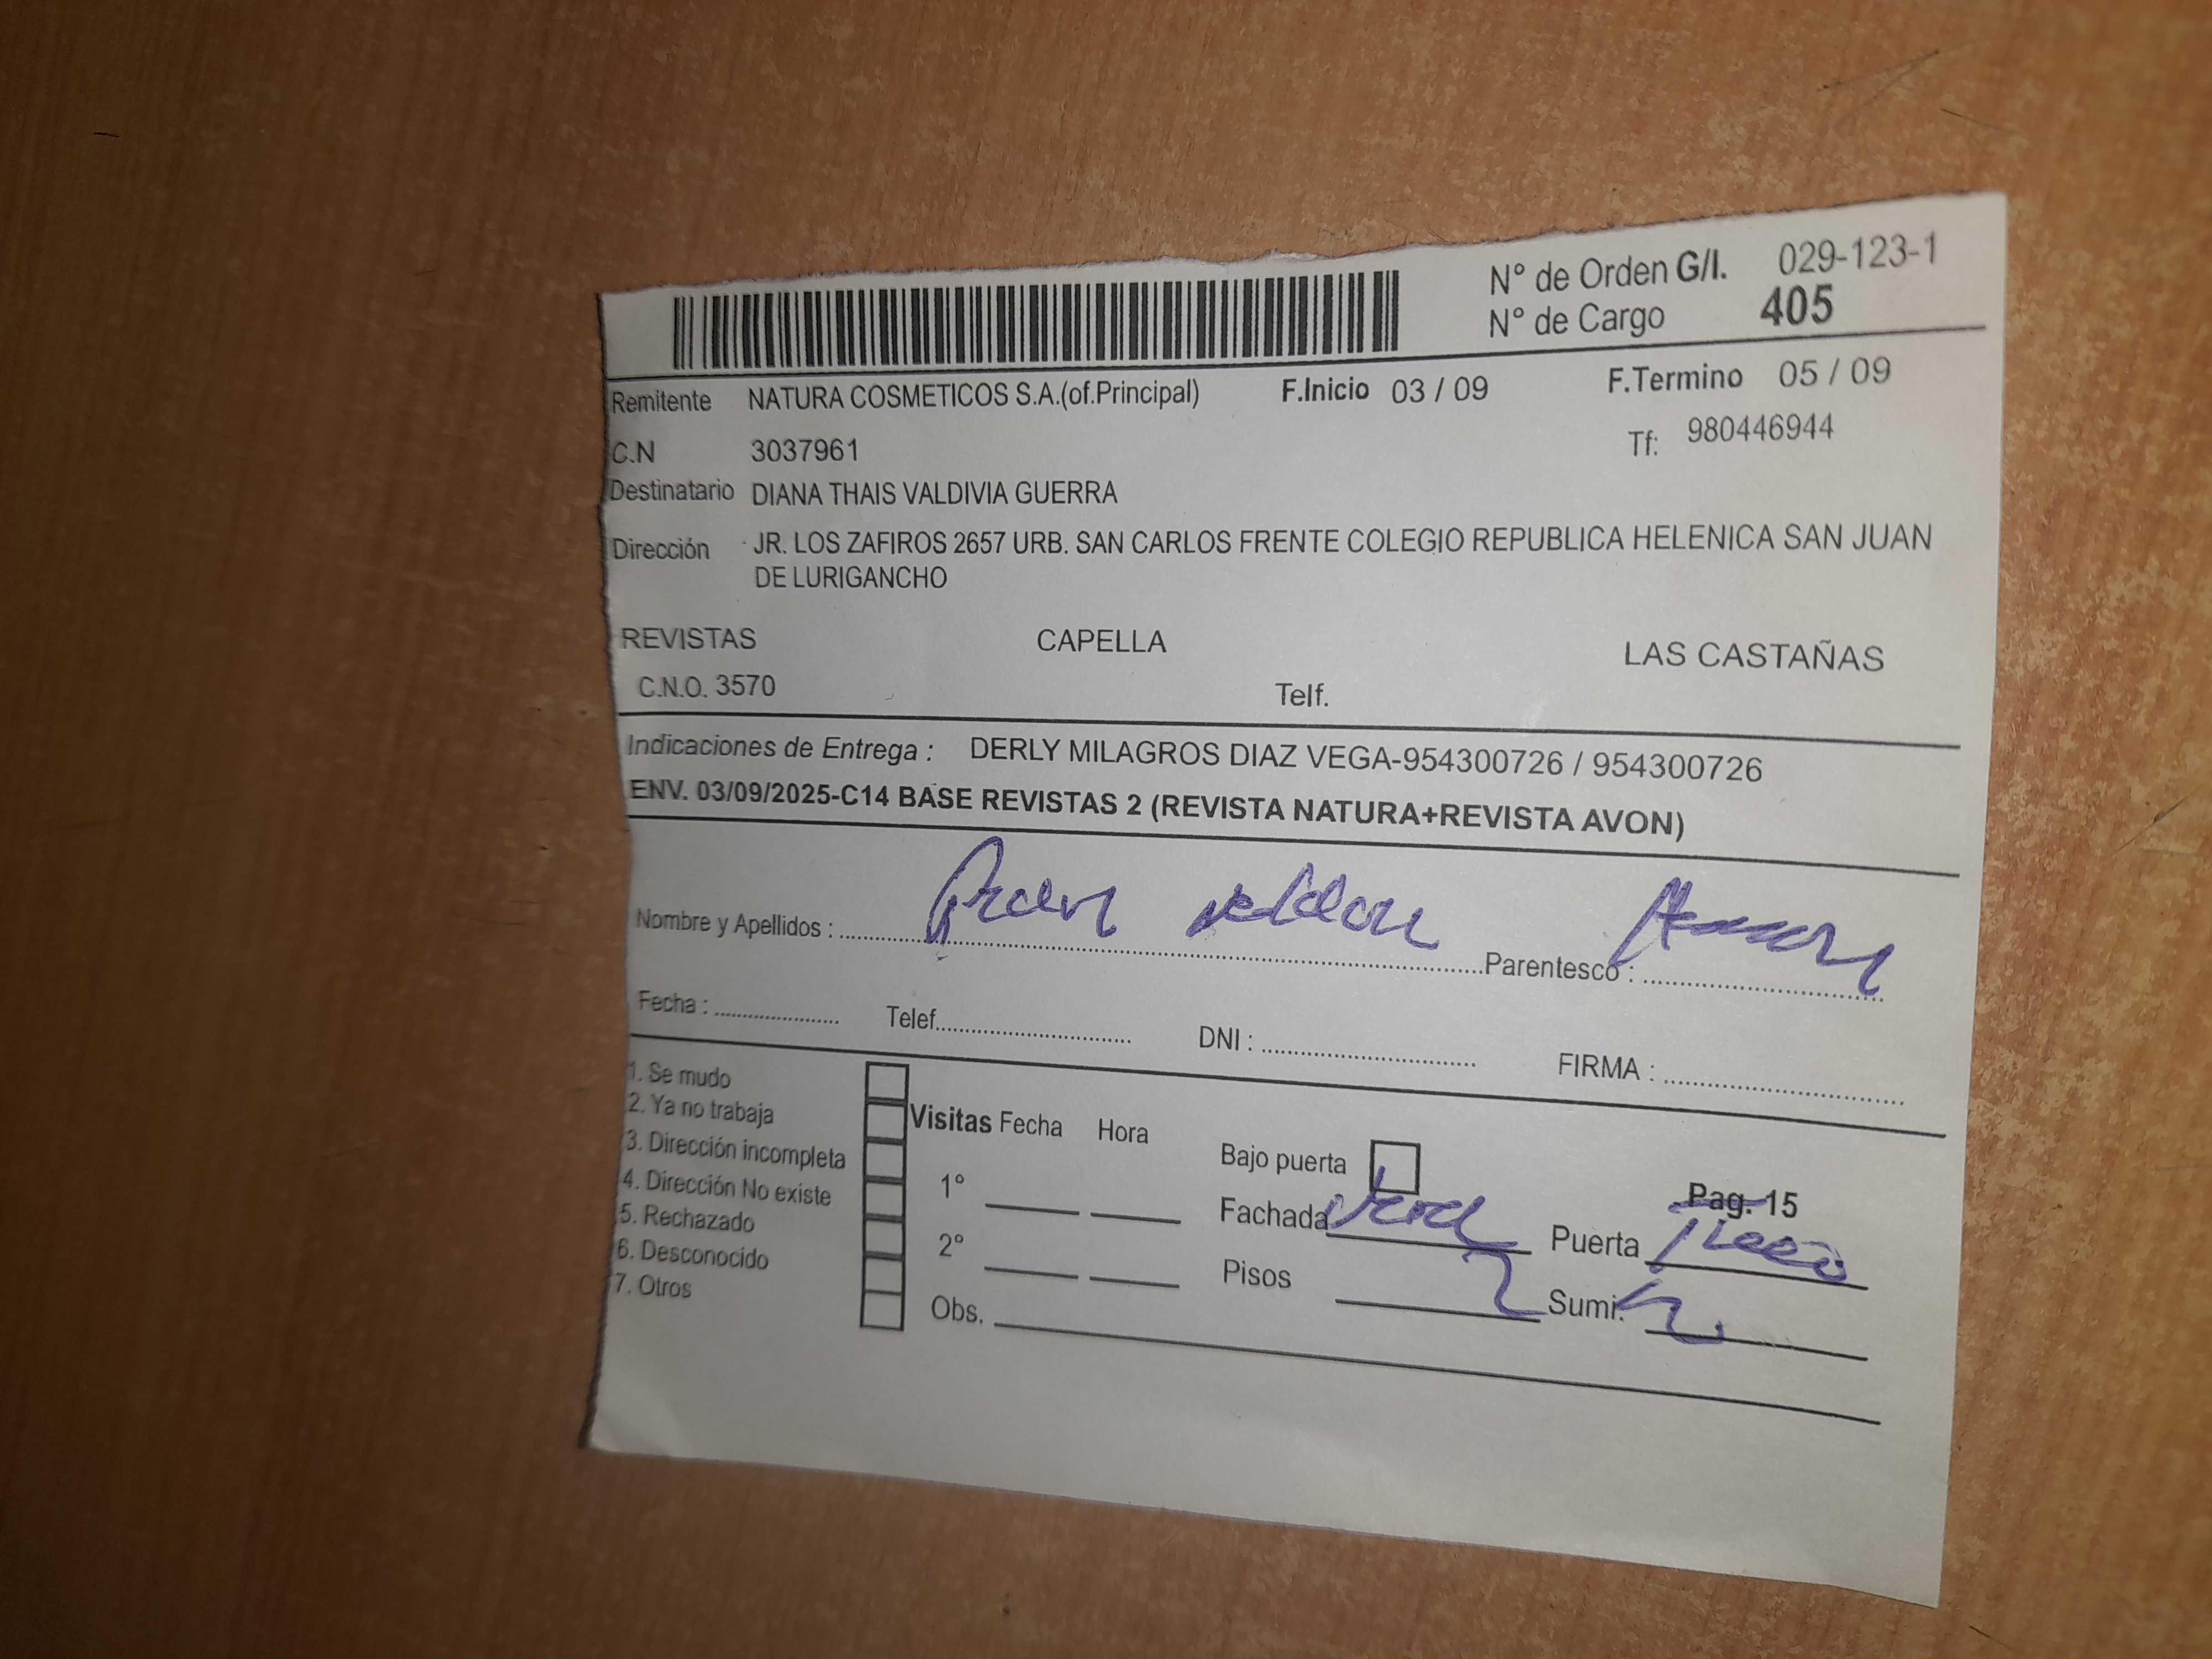 N° de Orden G/I. 029-123-1
N° de Cargo 405
Remitente NATURA COSMETICOS S.A.(of.Principal) F.Inicio 03 / 09 F.Termino 05 / 09
C.N 3037961 Tf: 980446944
Destinatario DIANA THAIS VALDIVIA GUERRA
Dirección JR. LOS ZAFIROS 2657 URB. SAN CARLOS FRENTE COLEGIO REPUBLICA HELENICA SAN JUAN
DE LURIGANCHO
REVISTAS CAPELLA LAS CASTAÑAS
C.N.O. 3570 Telf.
Indicaciones de Entrega : DERLY MILAGROS DIAZ VEGA-954300726 / 954300726
ENV. 03/09/2025-C14 BASE REVISTAS 2 (REVISTA NATURA+REVISTA AVON)
Nombre y Apellidos : Parentesco :
Fecha : Telef. DNI : FIRMA :
1. Se mudo
2. Ya no trabaja
3. Dirección incompleta
4. Dirección No existe
5. Rechazado
6. Desconocido
7. Otros
Visitas Fecha Hora
1°
2°
Obs.
Bajo puerta Pag. 15
Fachada Puerta
Pisos 2 Sumi.